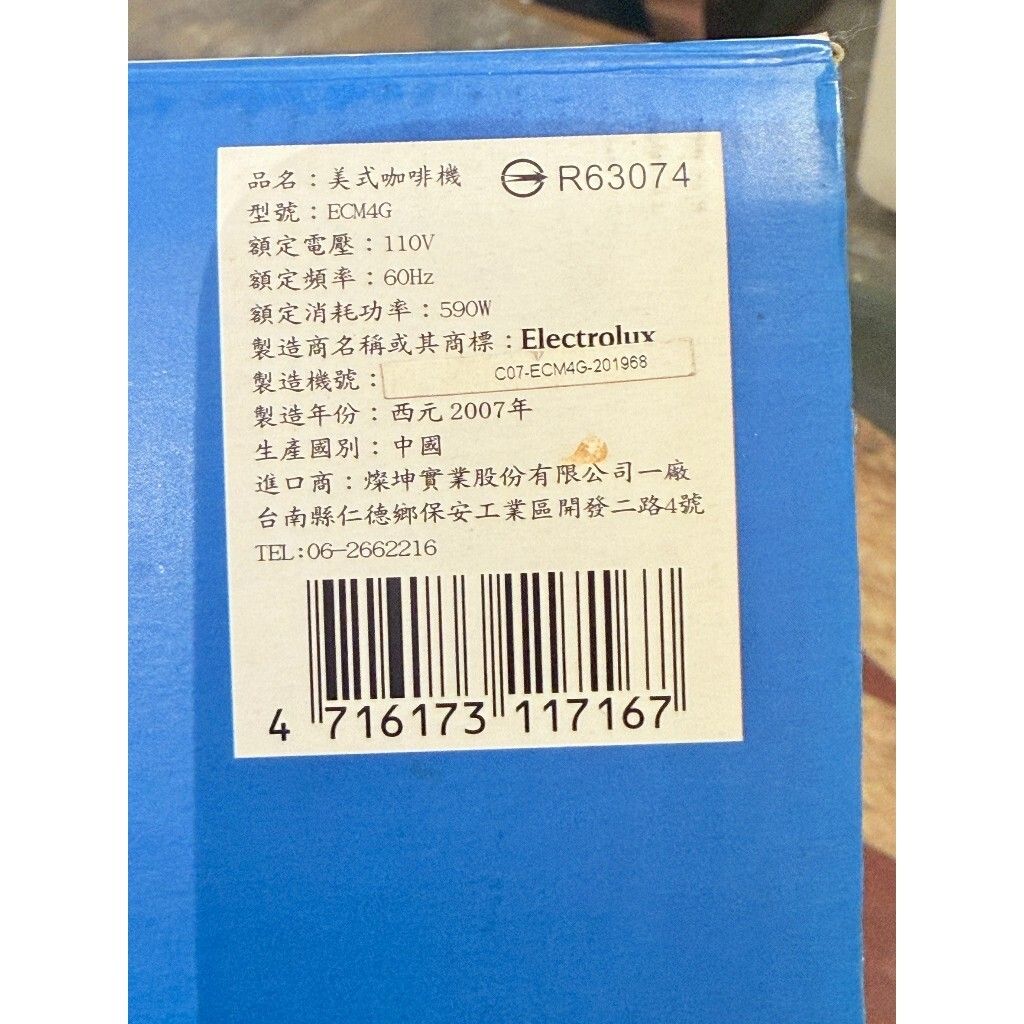 品名：美式咖啡機 R63074
型號：ECM4G
額定電壓：110V
額定頻率：60Hz
額定消耗功率：590W
製造商名稱或其商標：Electrolux
製造機號：C07-ECM4G-201968
製造年份：西元2007年
生產國別：中國
進口商：燦坤實業股份有限公司一廠
台南縣仁德鄉保安工業區開發二路4號
TEL:06-2662216
4 716173 117167